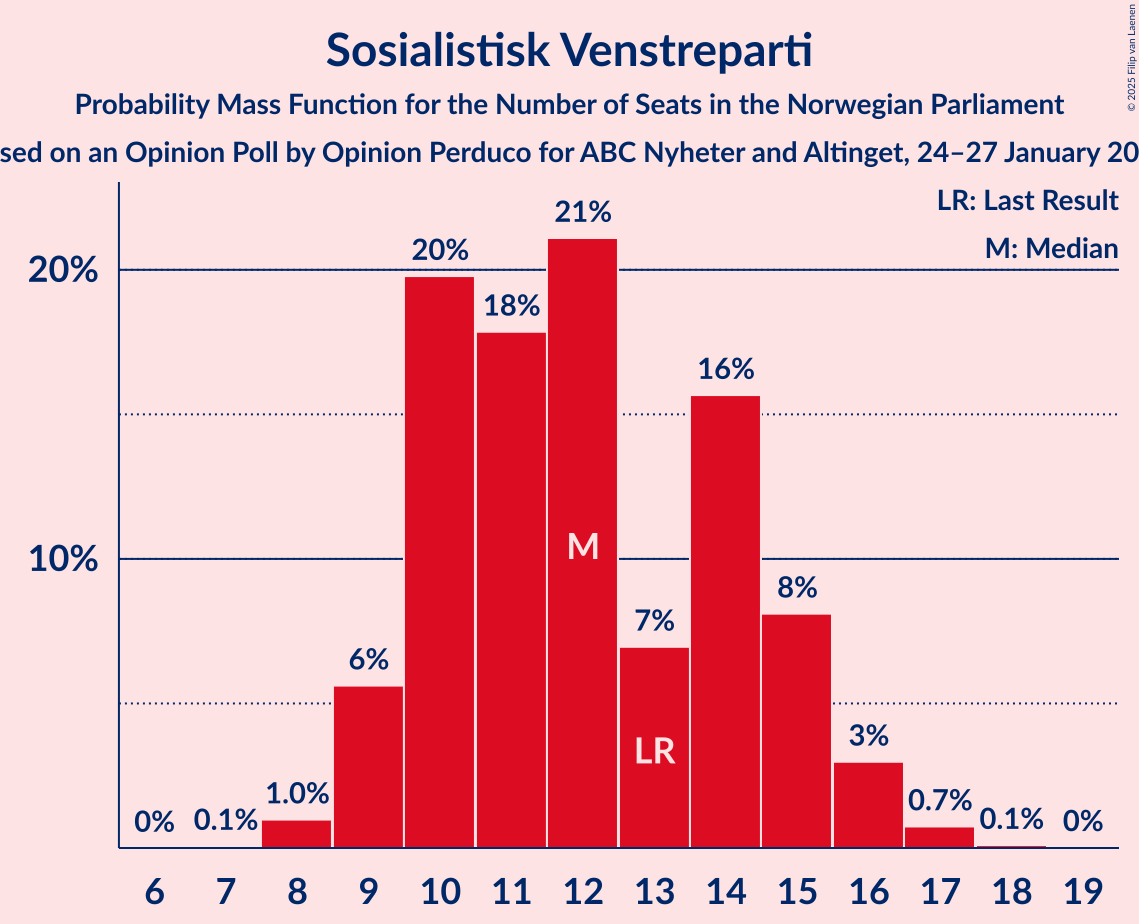 Sosialistisk Venstreparti
Probability Mass Function for the Number of Seats in the Norwegian Parliament
sed on an Opinion Poll by Opinion Perduco for ABC Nyheter and Altinget, 24–27 January 20
© 2025 Filip van Laenen
LR: Last Result
M: Median
20%
10%
0%
0.1%
1.0%
6%
20%
18%
21%
7%
16%
8%
3%
0.7%
0.1%
0%
M
LR
6 7 8 9 10 11 12 13 14 15 16 17 18 19